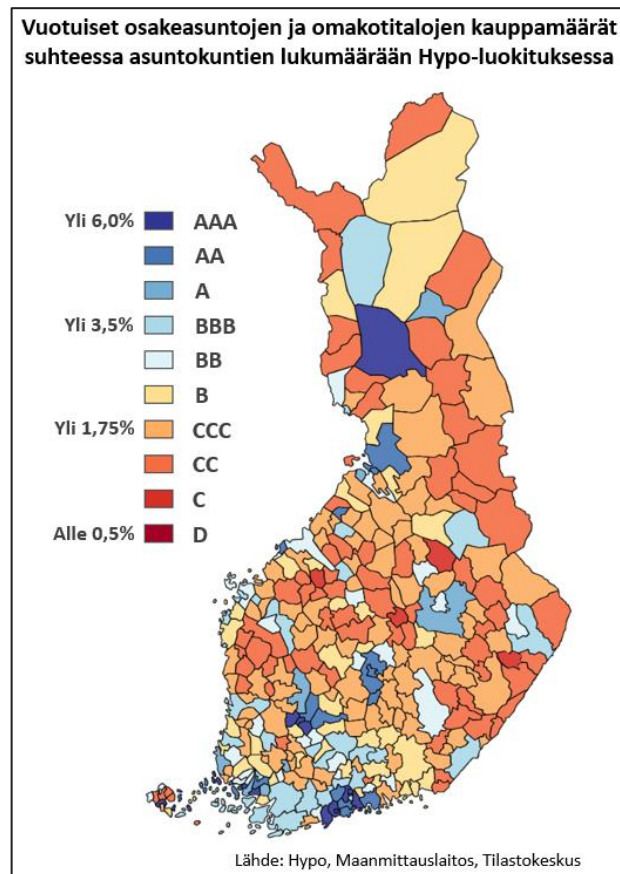 Vuotuiset osakeasuntojen ja omakotitalojen kauppamäärät
suhteessa asuntokuntien lukumäärään Hypo-luokituksessa
Yli 6,0% AAA
AA
A
Yli 3,5% BBB
BB
B
Yli 1,75% CCC
CC
C
Alle 0,5% D
Lähde: Hypo, Maanmittauslaitos, Tilastokeskus